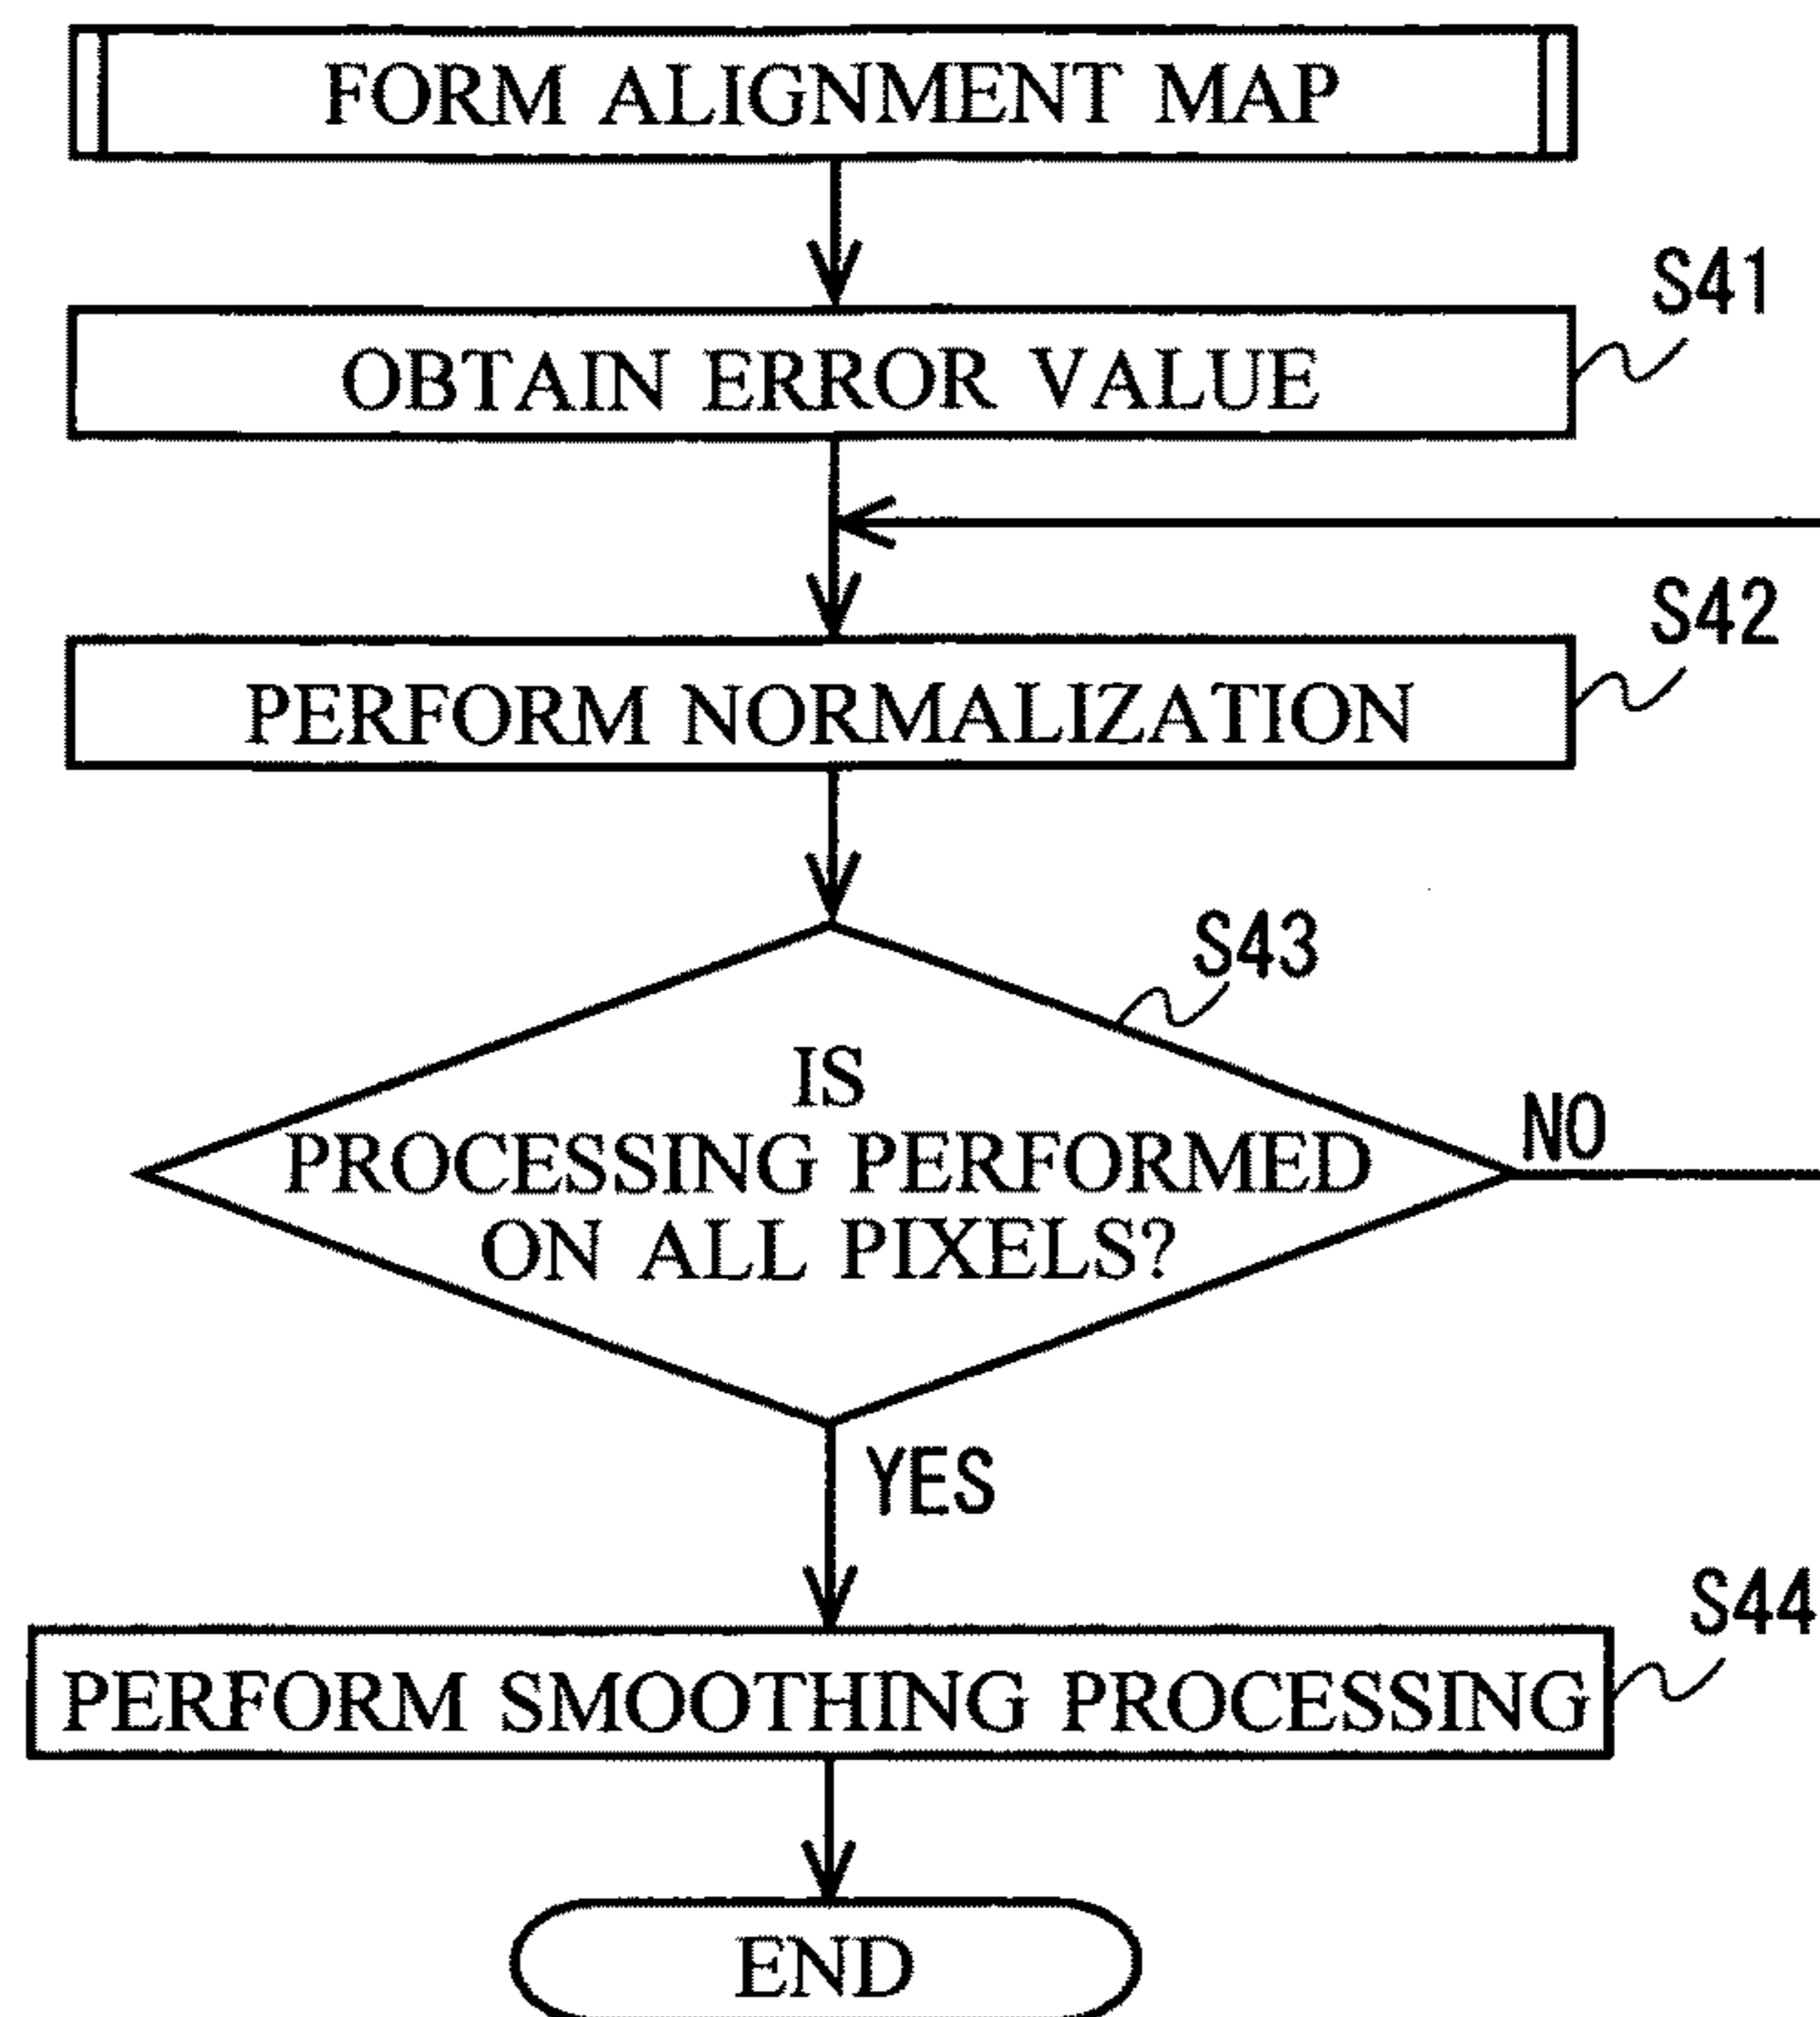 FORM ALIGNMENT MAP
S41
OBTAIN ERROR VALUE
S42
PERFORM NORMALIZATION
S43
IS
PROCESSING PERFORMED
ON ALL PIXELS?
NO
YES
S44
PERFORM SMOOTHING PROCESSING
END